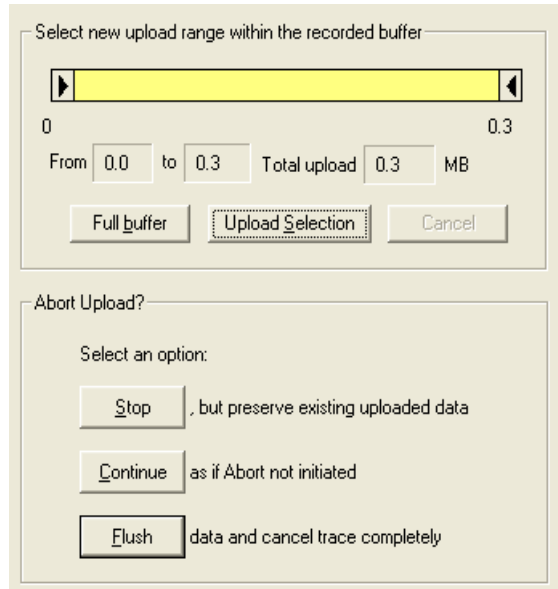 Select new upload range within the recorded buffer
0 0.3
From 0.0 to 0.3 Total upload 0.3 MB
Full buffer Upload Selection Cancel
Abort Upload?
Select an option:
Stop , but preserve existing uploaded data
Continue as if Abort not initiated
Flush data and cancel trace completely